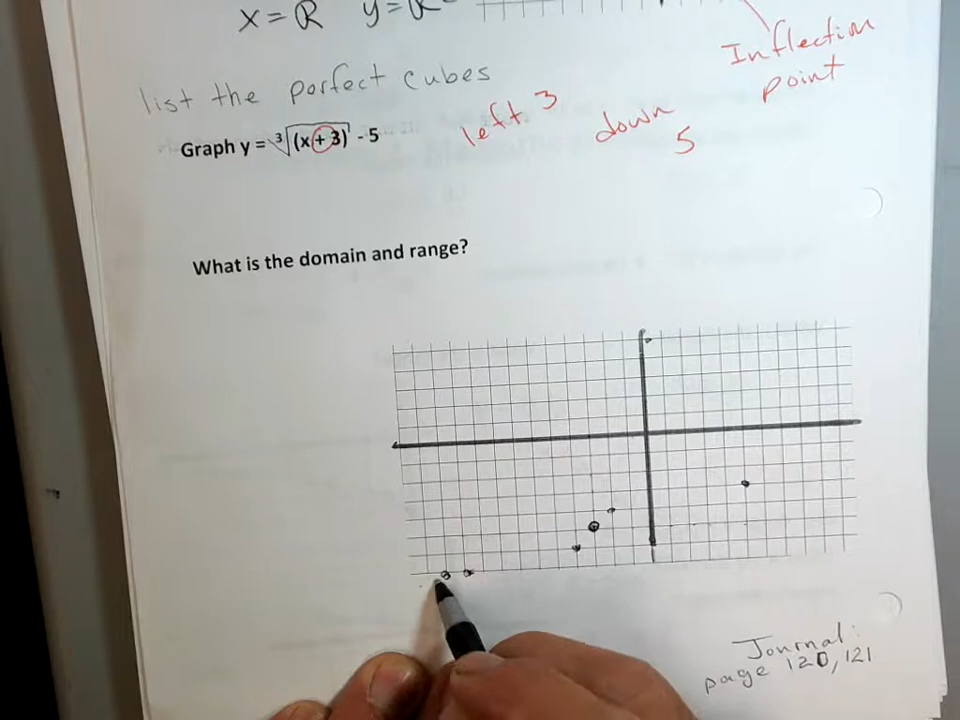 x = ℝ y = ℝ
Inflection
point
list the perfect cubes
Graph y = ³√(x + 3) - 5
left 3
down
5
What is the domain and range?
Journal:
page 120, 121